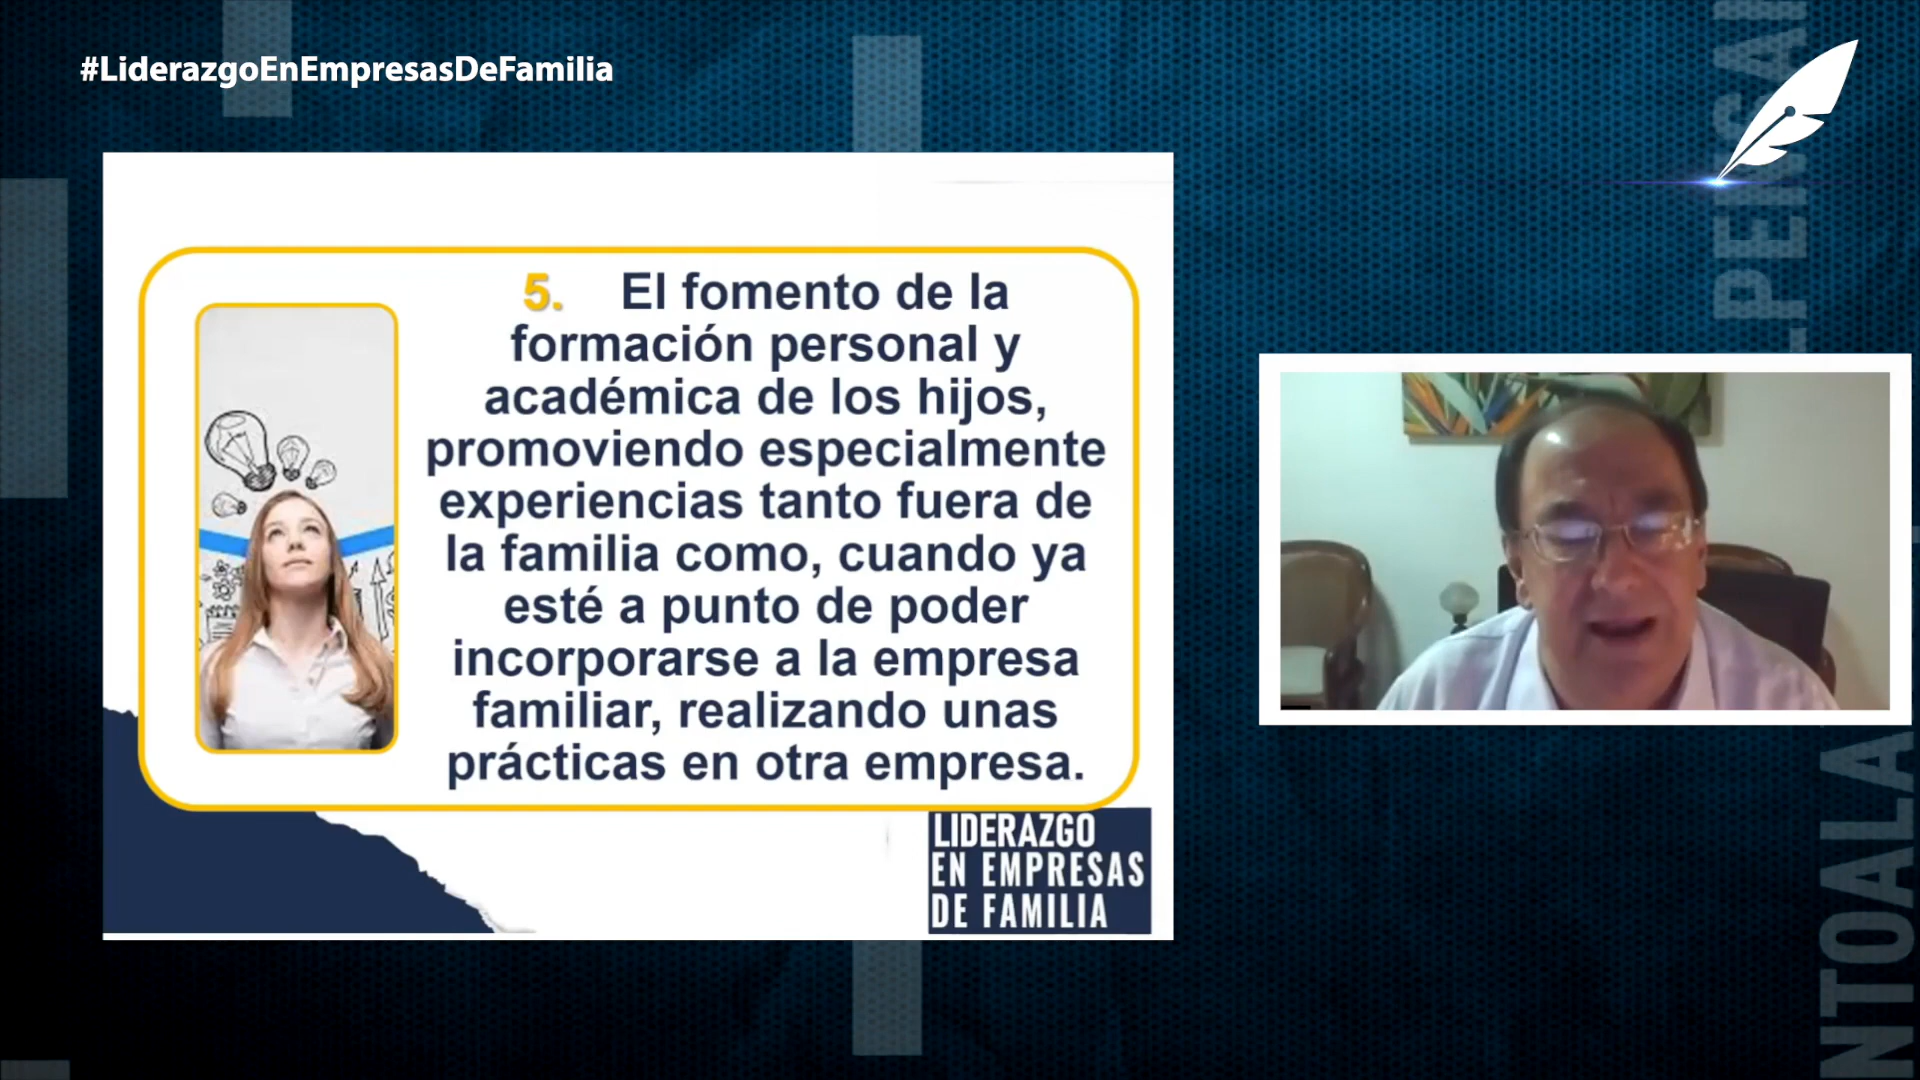 #LiderazgoEnEmpresasDeFamilia
5. El fomento de la
formación personal y
académica de los hijos,
promoviendo especialmente
experiencias tanto fuera de
la familia como, cuando ya
esté a punto de poder
incorporarse a la empresa
familiar, realizando unas
prácticas en otra empresa.
LIDERAZGO
EN EMPRESAS
DE FAMILIA